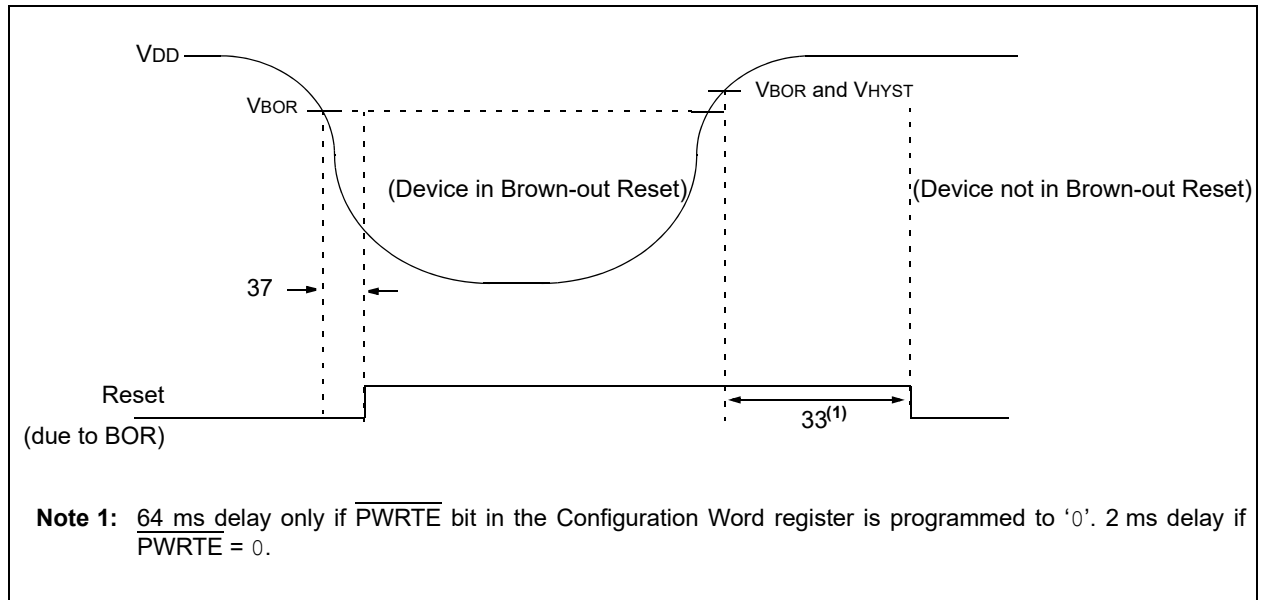 VDD
VBOR
VBOR and VHYST
(Device in Brown-out Reset)
(Device not in Brown-out Reset)
37
Reset
(due to BOR)
33(1)
Note 1: 64 ms delay only if PWRTE bit in the Configuration Word register is programmed to ‘0’. 2 ms delay if
PWRTE = 0.